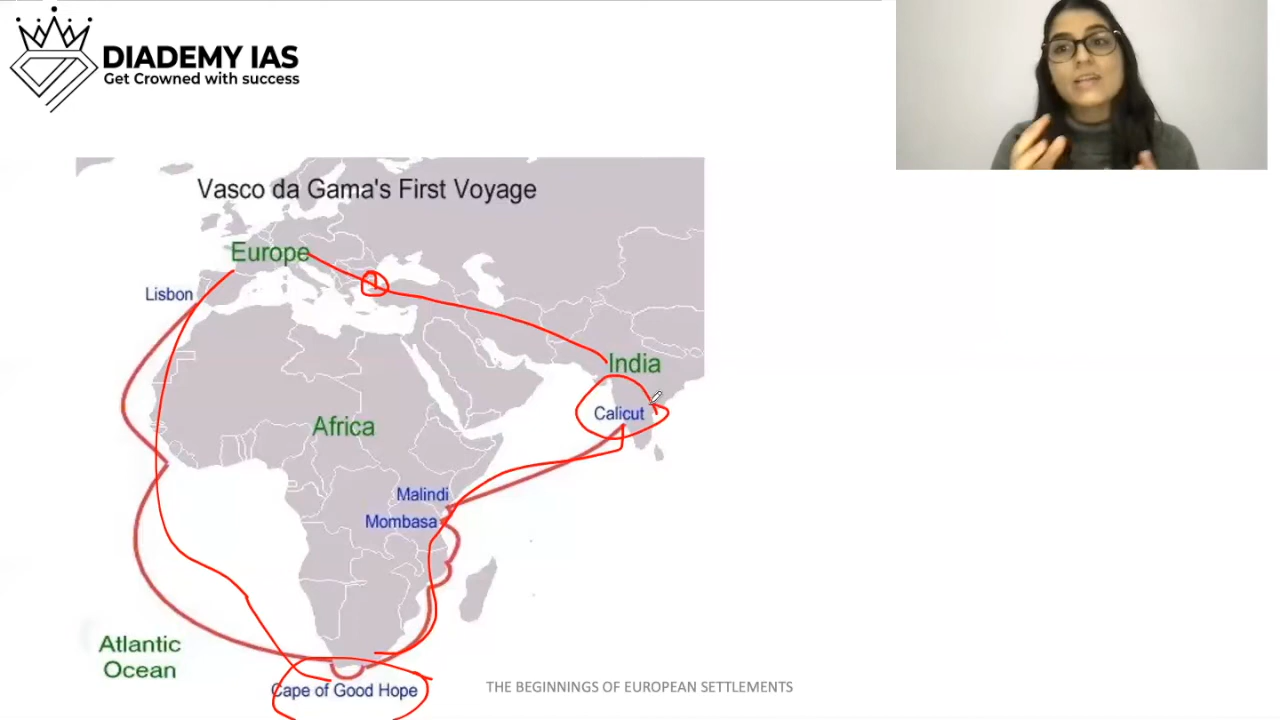 DIADEMY IAS
Get Crowned with success
Vasco da Gama's First Voyage
Europe
1
Lisbon
India
Calicut
Africa
Malindi
Mombasa
Atlantic
Ocean
Cape of Good Hope
THE BEGINNINGS OF EUROPEAN SETTLEMENTS